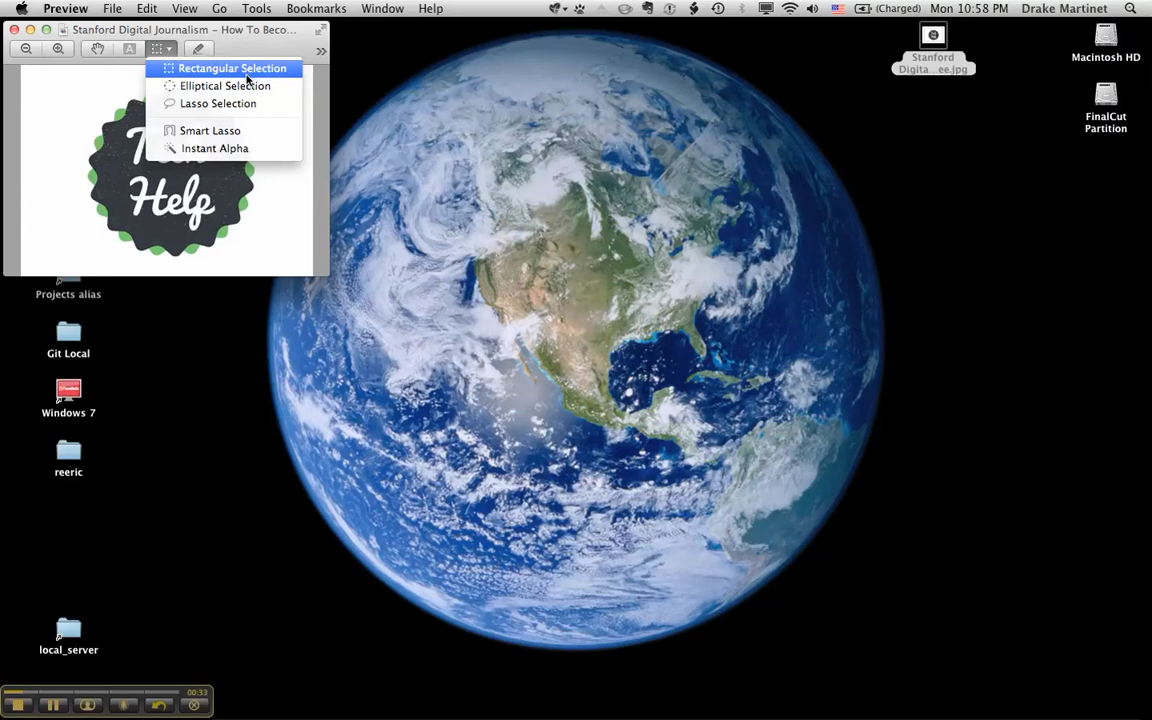 Preview File Edit View Go Tools Bookmarks Window Help
(Charged) Mon 10:58 PM Drake Martinet
Stanford Digital Journalism – How To Beco...
A
Rectangular Selection
Elliptical Selection
Lasso Selection
Smart Lasso
Instant Alpha
Help
Stanford
Digita...ee.jpg
Macintosh HD
FinalCut
Partition
Projects alias
Git Local
Windows 7
reeric
local_server
00:33